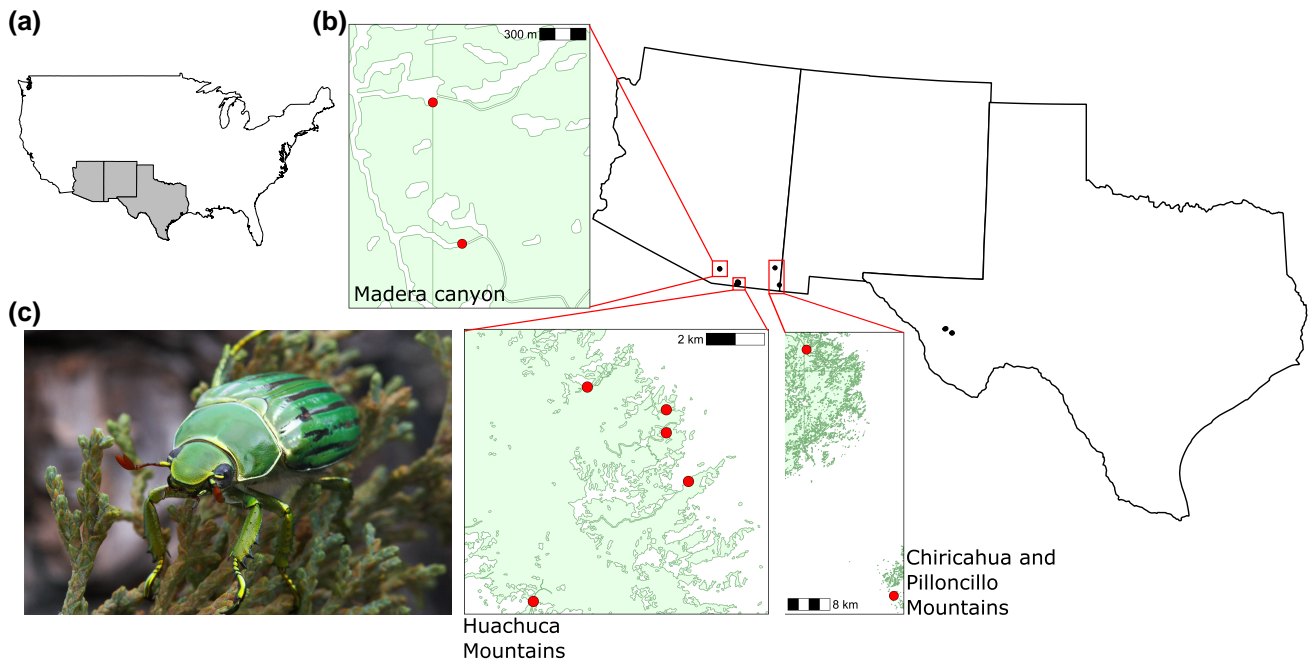 (a)
(b)
300 m
Madera canyon
(c)
2 km
Huachuca
Mountains
8 km
Chiricahua and
Pilloncillo
Mountains